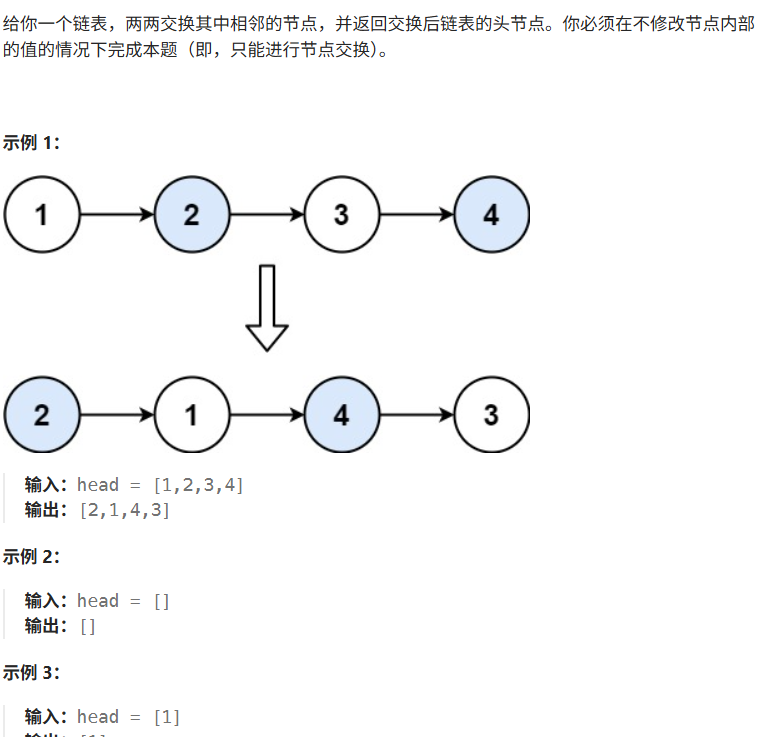 给你一个链表，两两交换其中相邻的节点，并返回交换后链表的头节点。你必须在不修改节点内部
的值的情况下完成本题（即，只能进行节点交换）。
示例 1：
1 2 3 4
2 1 4 3
输入：head = [1,2,3,4]
输出：[2,1,4,3]
示例 2：
输入：head = []
输出：[]
示例 3：
输入：head = [1]